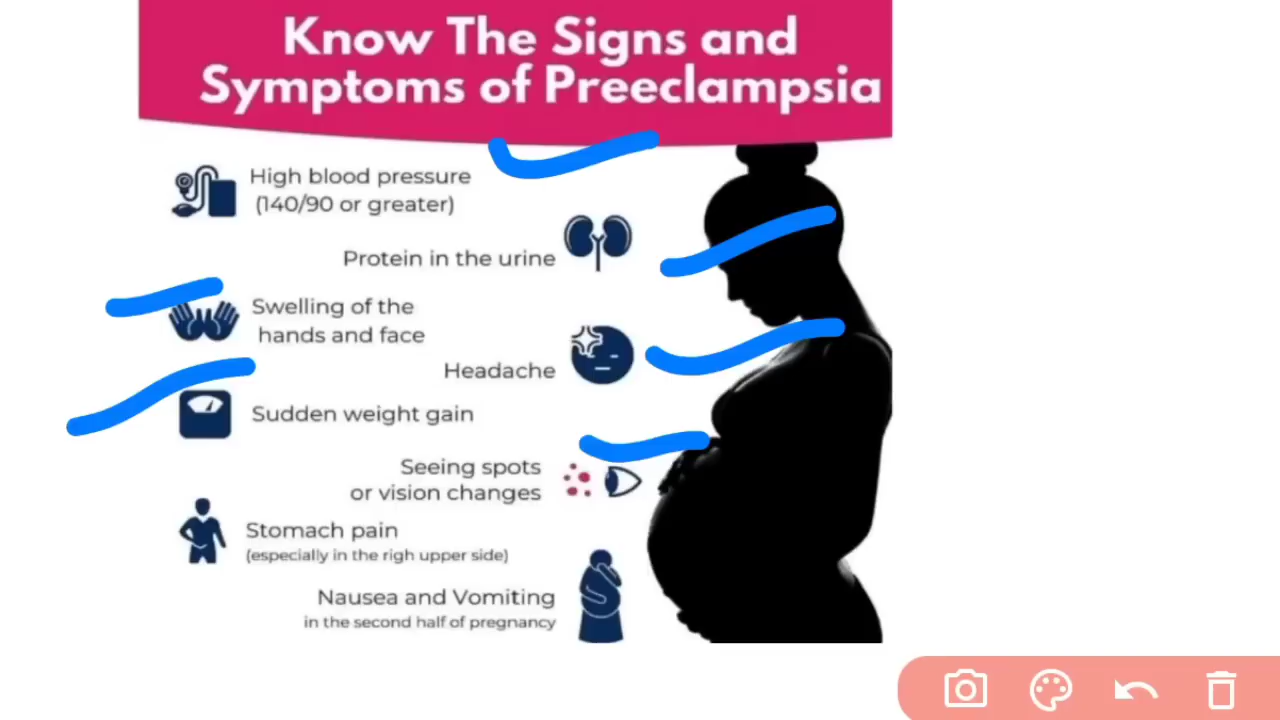 Know The Signs and
Symptoms of Preeclampsia
High blood pressure
(140/90 or greater)
Protein in the urine
Swelling of the
hands and face
Headache
Sudden weight gain
Seeing spots
or vision changes
Stomach pain
(especially in the righ upper side)
Nausea and Vomiting
in the second half of pregnancy